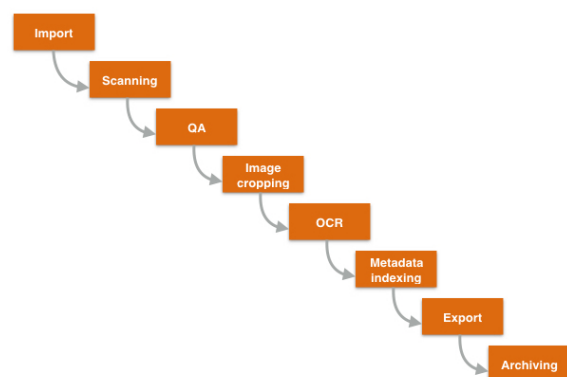 Import
Scanning
QA
Image
cropping
OCR
Metadata
indexing
Export
Archiving